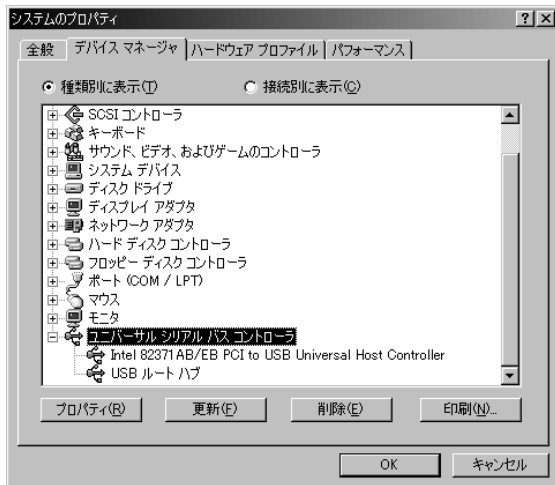 システムのプロパティ
全般 デバイス マネージャ ハードウェア プロファイル パフォーマンス
種類別に表示(T) 接続別に表示(C)
SCSI コントローラ
キーボード
サウンド、ビデオ、およびゲームのコントローラ
システム デバイス
ディスク ドライブ
ディスプレイ アダプタ
ネットワーク アダプタ
ハード ディスク コントローラ
フロッピー ディスク コントローラ
ポート (COM / LPT)
マウス
モニタ
ユニバーサル シリアル バス コントローラ
Intel 82371AB/EB PCI to USB Universal Host Controller
USB ルート ハブ
プロパティ(R) 更新(F) 削除(E) 印刷(N)...
OK キャンセル